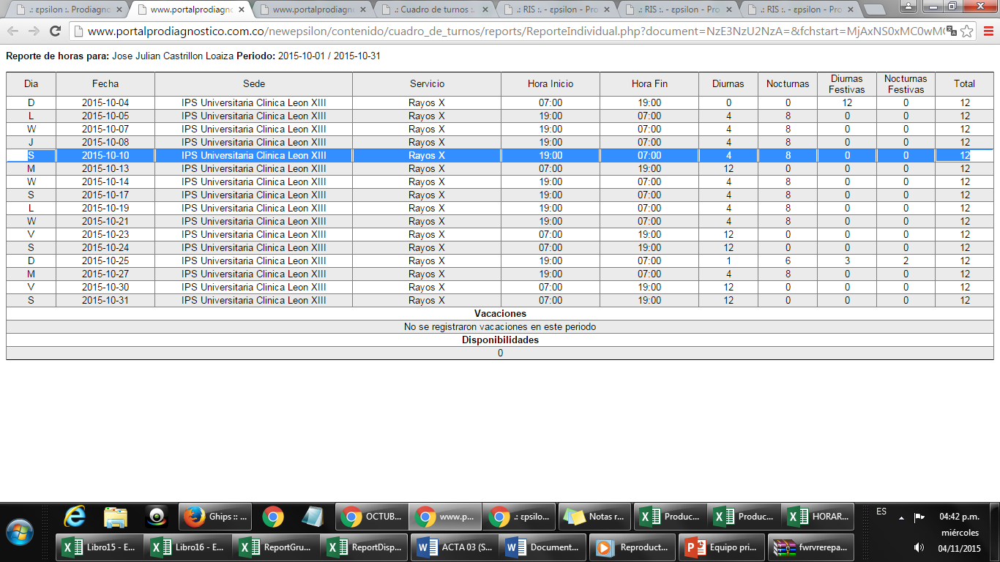 .: εpsilon :. Prodiagno
www.portalprodiagno
www.portalprodiagn
.: Cuadro de turnos :.
.: RIS :. - εpsilon - Pro
.: RIS :. - εpsilon - Pro
.: RIS :. - εpsilon - Pro
www.portalprodiagnostico.com.co/newepsilon/contenido/cuadro_de_turnos/reports/ReporteIndividual.php?document=NzE3NzU2NzA=&fchstart=MjAxNS0xMC0wMQ
Reporte de horas para: Jose Julian Castrillon Loaiza Periodo: 2015-10-01 / 2015-10-31
Dia Fecha Sede Servicio Hora Inicio Hora Fin Diurnas Nocturnas Diurnas Festivas Nocturnas Festivas Total
D 2015-10-04 IPS Universitaria Clinica Leon XIII Rayos X 07:00 19:00 0 0 12 0 12
L 2015-10-05 IPS Universitaria Clinica Leon XIII Rayos X 19:00 07:00 4 8 0 0 12
W 2015-10-07 IPS Universitaria Clinica Leon XIII Rayos X 19:00 07:00 4 8 0 0 12
J 2015-10-08 IPS Universitaria Clinica Leon XIII Rayos X 19:00 07:00 4 8 0 0 12
S 2015-10-10 IPS Universitaria Clinica Leon XIII Rayos X 19:00 07:00 4 8 0 0 12
M 2015-10-13 IPS Universitaria Clinica Leon XIII Rayos X 07:00 19:00 12 0 0 0 12
W 2015-10-14 IPS Universitaria Clinica Leon XIII Rayos X 19:00 07:00 4 8 0 0 12
S 2015-10-17 IPS Universitaria Clinica Leon XIII Rayos X 19:00 07:00 4 8 0 0 12
L 2015-10-19 IPS Universitaria Clinica Leon XIII Rayos X 19:00 07:00 4 8 0 0 12
W 2015-10-21 IPS Universitaria Clinica Leon XIII Rayos X 19:00 07:00 4 8 0 0 12
V 2015-10-23 IPS Universitaria Clinica Leon XIII Rayos X 07:00 19:00 12 0 0 0 12
S 2015-10-24 IPS Universitaria Clinica Leon XIII Rayos X 07:00 19:00 12 0 0 0 12
D 2015-10-25 IPS Universitaria Clinica Leon XIII Rayos X 19:00 07:00 1 6 3 2 12
M 2015-10-27 IPS Universitaria Clinica Leon XIII Rayos X 19:00 07:00 4 8 0 0 12
V 2015-10-30 IPS Universitaria Clinica Leon XIII Rayos X 07:00 19:00 12 0 0 0 12
S 2015-10-31 IPS Universitaria Clinica Leon XIII Rayos X 07:00 19:00 12 0 0 0 12
Vacaciones
No se registraron vacaciones en este periodo
Disponibilidades
0
Ghips :: ...
OCTUB...
www.p...
.: εpsilo...
Notas r...
Produc...
Produc...
HORAR...
ES
04:42 p.m.
miércoles
04/11/2015
Libro15 - E...
Libro16 - E...
ReportGru...
ReportDisp...
ACTA 03 (S...
Document...
Reproduct...
Equipo pri...
fwrvrerepa...